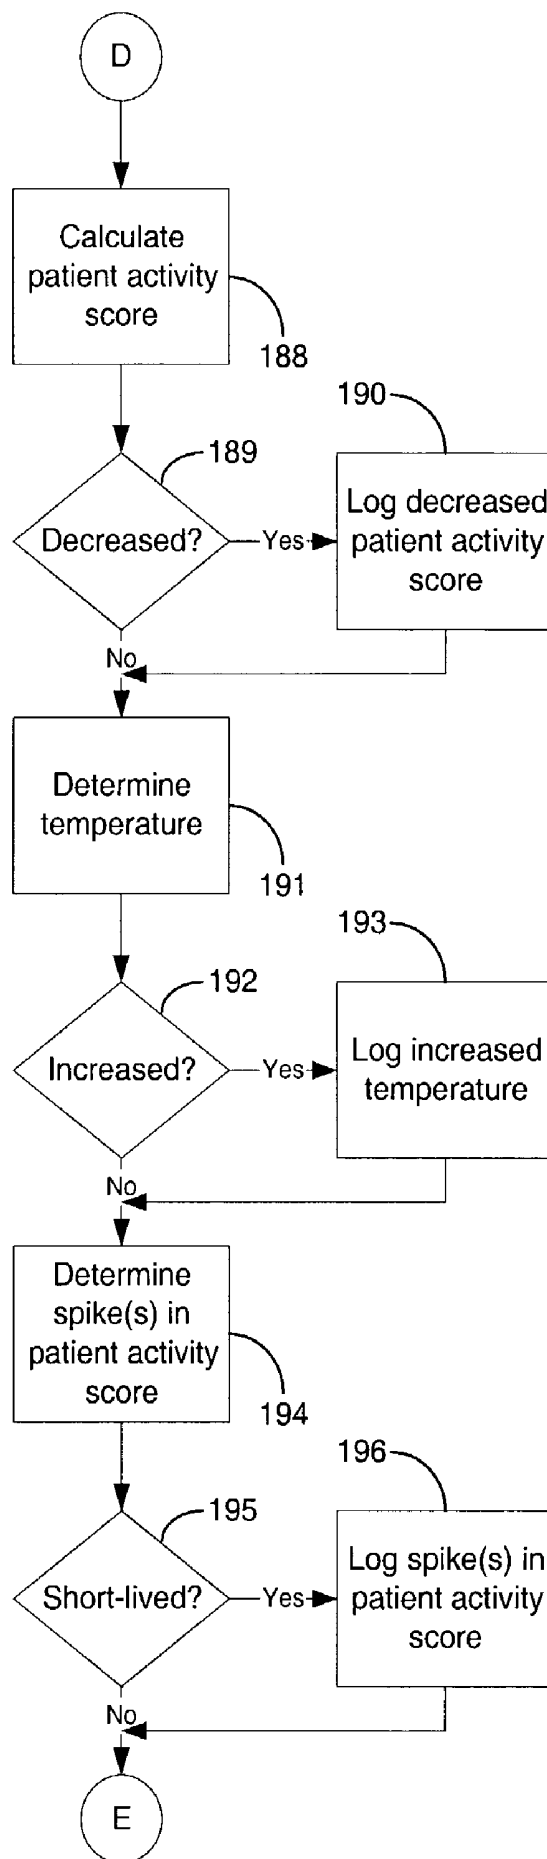 D
Calculate
patient activity
score
188
189
Decreased?
Yes
190
Log decreased
patient activity
score
No
Determine
temperature
191
192
Increased?
Yes
193
Log increased
temperature
No
Determine
spike(s) in
patient activity
score
194
195
Short-lived?
Yes
196
Log spike(s) in
patient activity
score
No
E